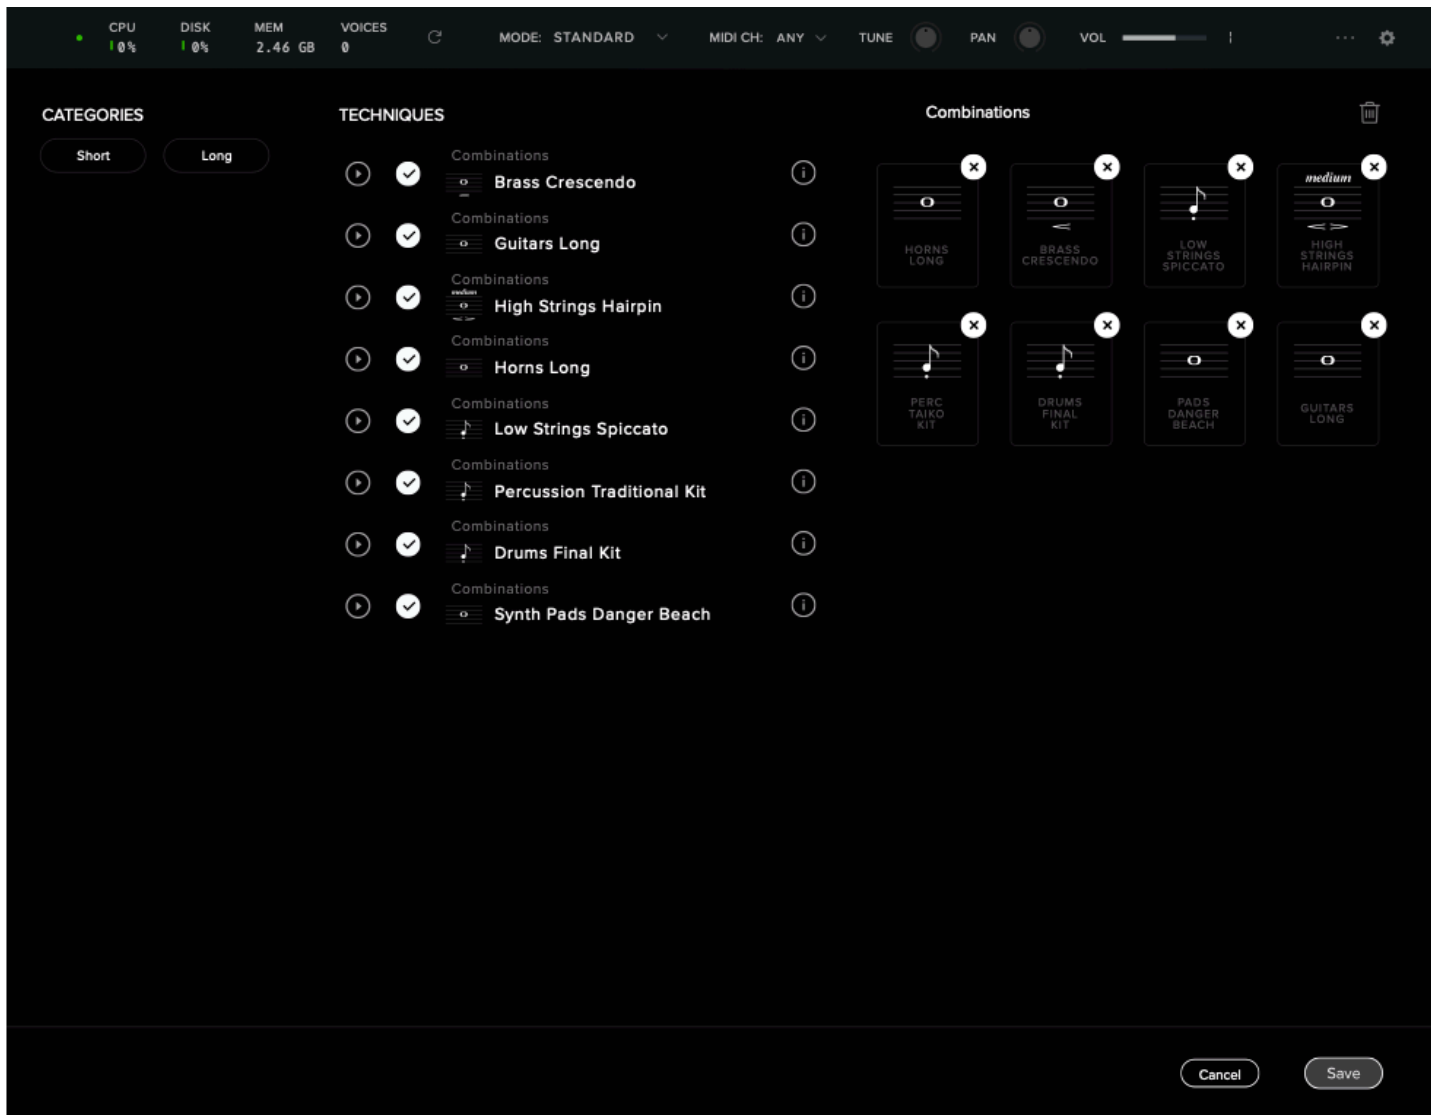 CPU DISK MEM VOICES
0% 0% 2.46 GB 0
MODE: STANDARD MIDI CH: ANY TUNE PAN VOL
CATEGORIES
Short Long
TECHNIQUES
Combinations
Brass Crescendo
Combinations
Guitars Long
Combinations
medium
High Strings Hairpin
Combinations
Horns Long
Combinations
Low Strings Spiccato
Combinations
Percussion Traditional Kit
Combinations
Drums Final Kit
Combinations
Synth Pads Danger Beach
Combinations
HORNS
LONG
BRASS
CRESCENDO
LOW
STRINGS
SPICCATO
medium
HIGH
STRINGS
HAIRPIN
PERC
TAIKO
KIT
DRUMS
FINAL
KIT
PADS
DANGER
BEACH
GUITARS
LONG
Cancel Save